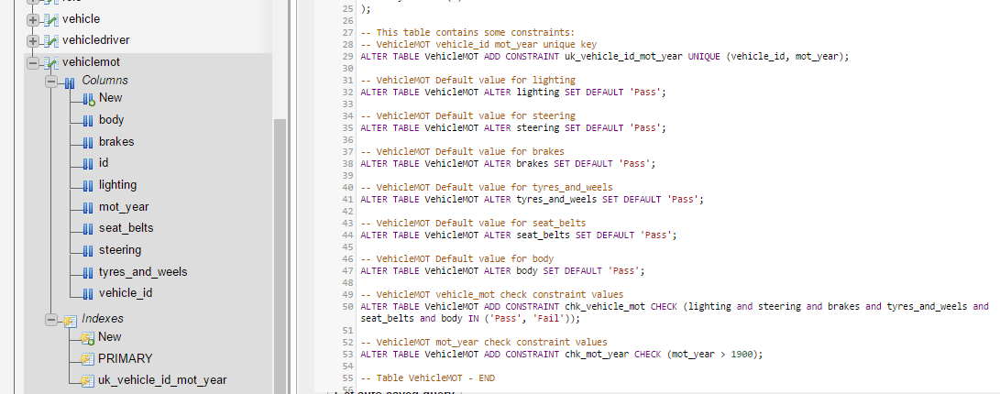 vehicle
vehicledriver
vehiclemot
Columns
New
body
brakes
id
lighting
mot_year
seat_belts
steering
tyres_and_weels
vehicle_id
Indexes
New
PRIMARY
uk_vehicle_id_mot_year
25 );
26
27 -- This table contains some constraints:
28 -- VehicleMOT vehicle_id mot_year unique key
29 ALTER TABLE VehicleMOT ADD CONSTRAINT uk_vehicle_id_mot_year UNIQUE (vehicle_id, mot_year);
30
31 -- VehicleMOT Default value for lighting
32 ALTER TABLE VehicleMOT ALTER lighting SET DEFAULT 'Pass';
33
34 -- VehicleMOT Default value for steering
35 ALTER TABLE VehicleMOT ALTER steering SET DEFAULT 'Pass';
36
37 -- VehicleMOT Default value for brakes
38 ALTER TABLE VehicleMOT ALTER brakes SET DEFAULT 'Pass';
39
40 -- VehicleMOT Default value for tyres_and_weels
41 ALTER TABLE VehicleMOT ALTER tyres_and_weels SET DEFAULT 'Pass';
42
43 -- VehicleMOT Default value for seat_belts
44 ALTER TABLE VehicleMOT ALTER seat_belts SET DEFAULT 'Pass';
45
46 -- VehicleMOT Default value for body
47 ALTER TABLE VehicleMOT ALTER body SET DEFAULT 'Pass';
48
49 -- VehicleMOT vehicle_mot check constraint values
50 ALTER TABLE VehicleMOT ADD CONSTRAINT chk_vehicle_mot CHECK (lighting and steering and brakes and tyres_and_weels and
seat_belts and body IN ('Pass', 'Fail'));
51
52 -- VehicleMOT mot_year check constraint values
53 ALTER TABLE VehicleMOT ADD CONSTRAINT chk_mot_year CHECK (mot_year > 1900);
54
55 -- Table VehicleMOT - END
56